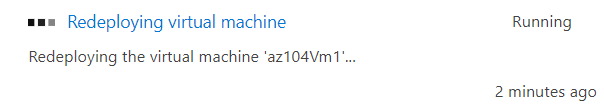 Redeploying virtual machine
Running
Redeploying the virtual machine 'az104Vm1'...
2 minutes ago